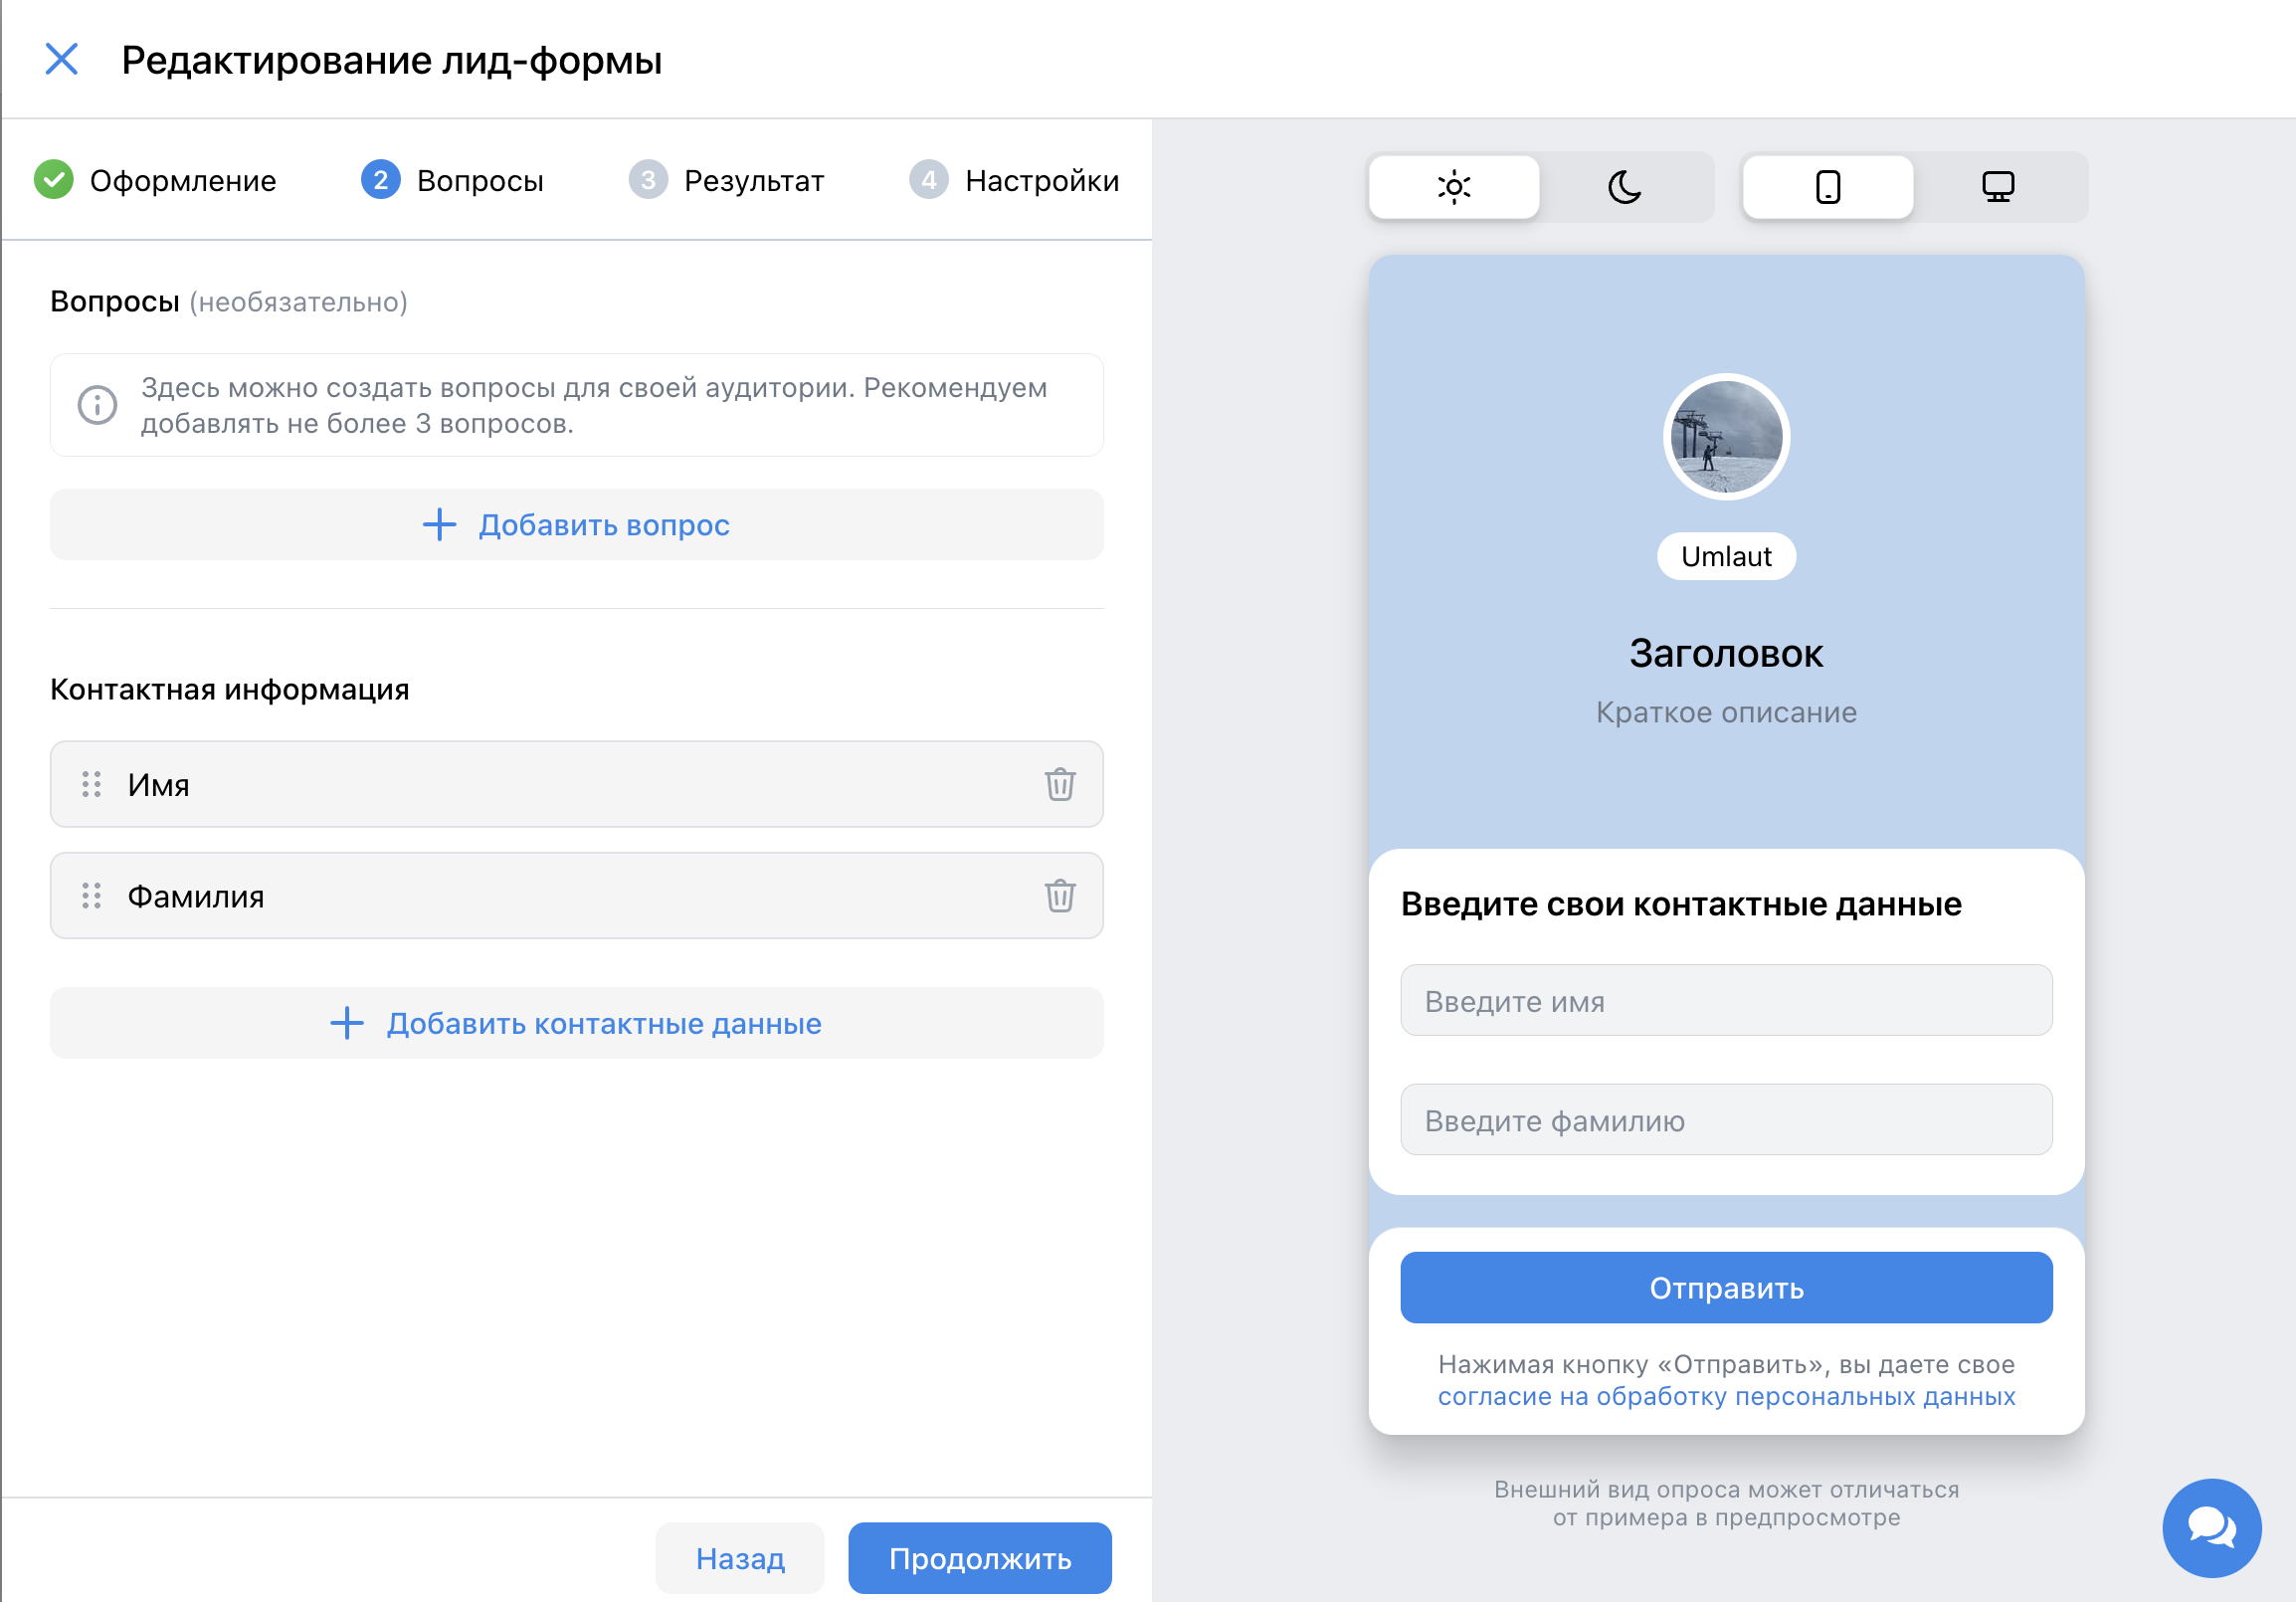 Редактирование лид-формы
Оформление
2 Вопросы
3 Результат
4 Настройки
Вопросы (необязательно)
Здесь можно создать вопросы для своей аудитории. Рекомендуем
добавлять не более 3 вопросов.
Добавить вопрос
Контактная информация
Имя
Фамилия
Добавить контактные данные
Назад
Продолжить
Umlaut
Заголовок
Краткое описание
Введите свои контактные данные
Введите имя
Введите фамилию
Отправить
Нажимая кнопку «Отправить», вы даете свое
согласие на обработку персональных данных
Внешний вид опроса может отличаться
от примера в предпросмотре